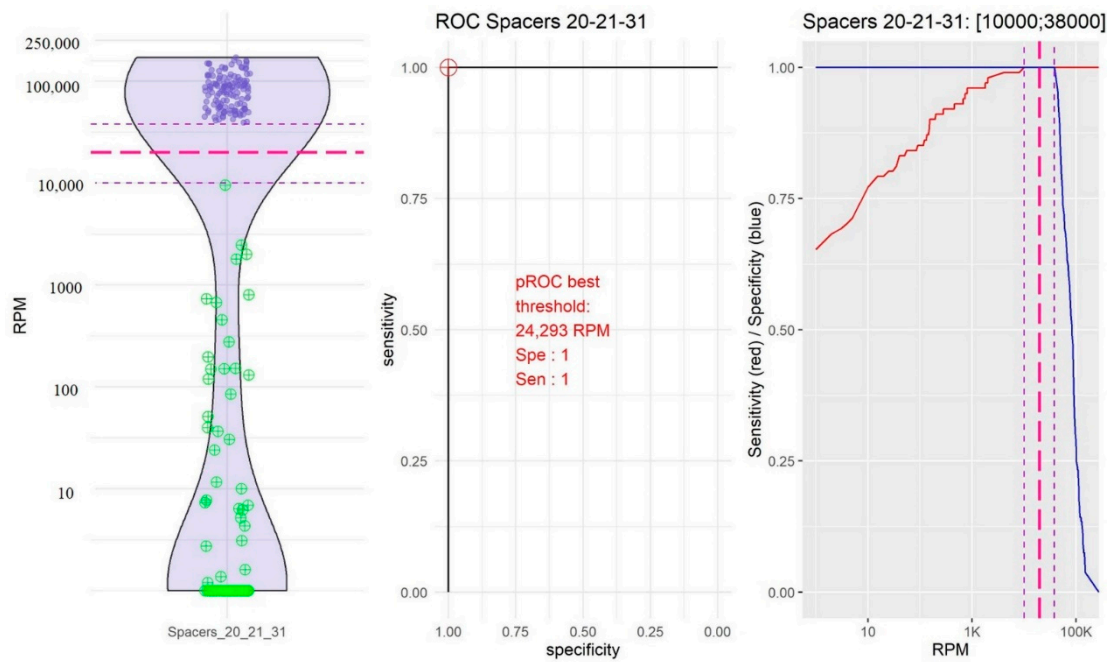 RPM
250,000
100,000
10,000
1000
100
10
Spacers_20_21_31
ROC Spacers 20-21-31
sensitivity
1.00
0.75
0.50
0.25
0.00
pROC best
threshold:
24,293 RPM
Spe : 1
Sen : 1
1.00 0.75 0.50 0.25 0.00
specificity
Spacers 20-21-31: [10000;38000]
Sensitivity (red) / Specificity (blue)
1.00
0.75
0.50
0.25
0.00
10 1K 100K
RPM